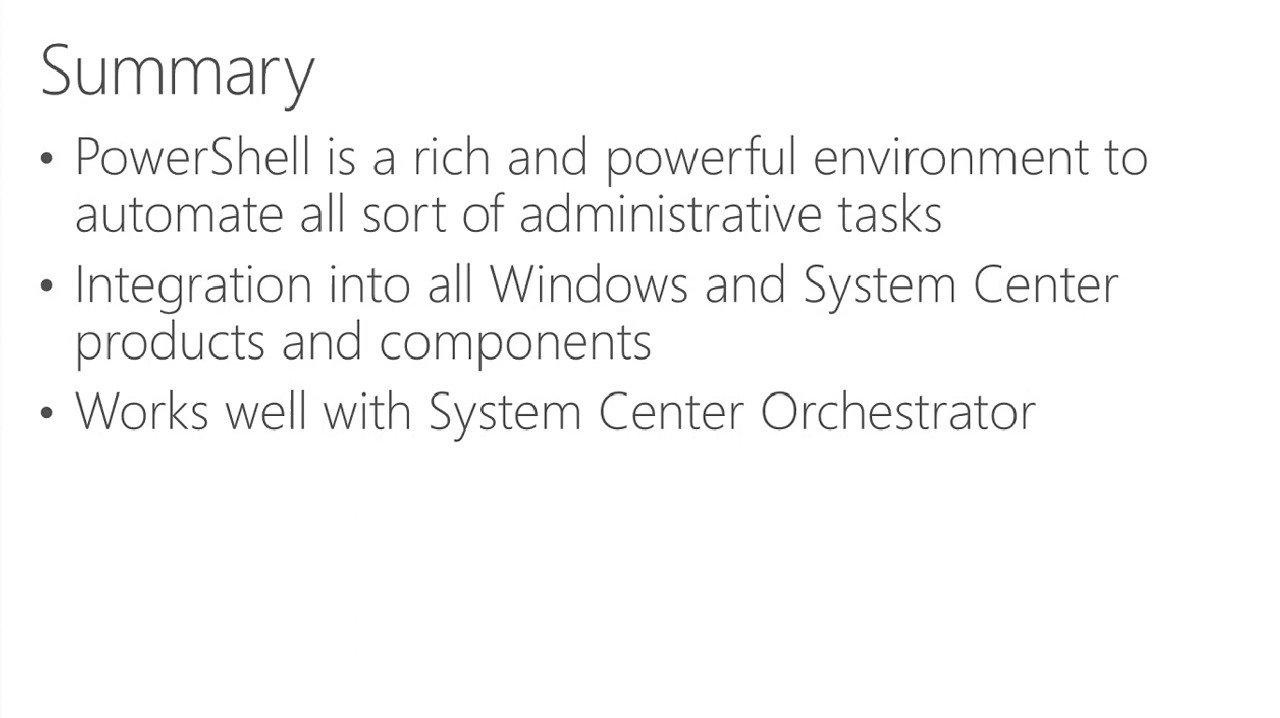 Summary
• PowerShell is a rich and powerful environment to
automate all sort of administrative tasks
• Integration into all Windows and System Center
products and components
• Works well with System Center Orchestrator